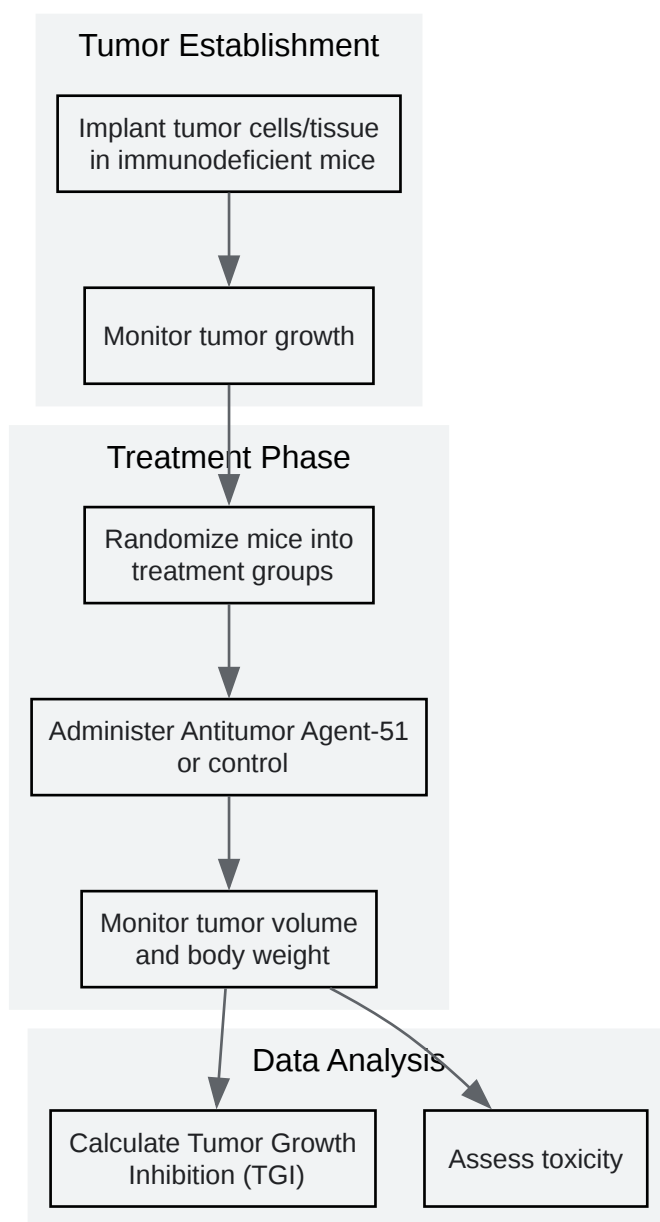 Tumor Establishment
Implant tumor cells/tissue
in immunodeficient mice
Monitor tumor growth
Treatment Phase
Randomize mice into
treatment groups
Administer Antitumor Agent-51
or control
Monitor tumor volume
and body weight
Data Analysis
Calculate Tumor Growth
Inhibition (TGI)
Assess toxicity